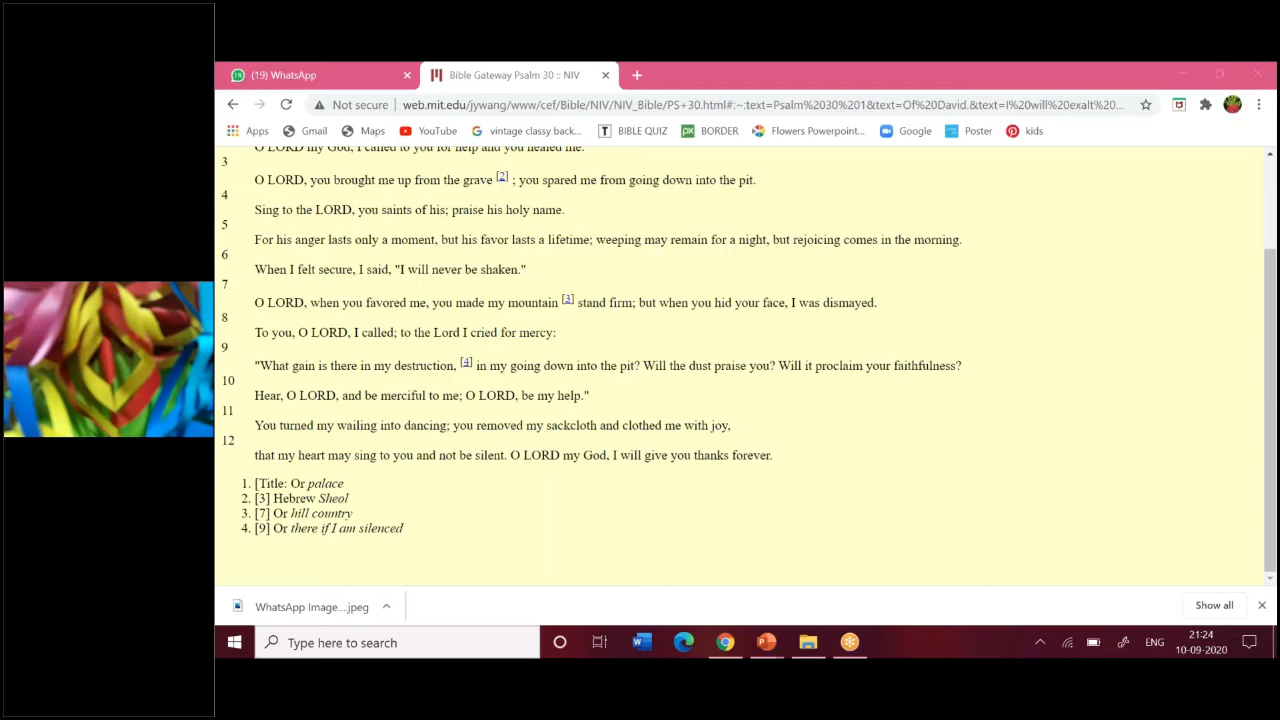 (19) WhatsApp
Bible Gateway Psalm 30 :: NIV
Not secure
web.mit.edu/jywang/www/cef/Bible/NIV/NIV_Bible/PS+30.html#:~:text=Psalm%2030%201&text=Of%20David.&text=I%20will%20exalt%20...
Apps
Gmail
Maps
YouTube
vintage classy back...
T BIBLE QUIZ
px BORDER
Flowers Powerpoint...
Google
Poster
kids
O LORD my God, I called to you for help and you healed me.
3
O LORD, you brought me up from the grave [2] ; you spared me from going down into the pit.
4
Sing to the LORD, you saints of his; praise his holy name.
5
For his anger lasts only a moment, but his favor lasts a lifetime; weeping may remain for a night, but rejoicing comes in the morning.
6
When I felt secure, I said, "I will never be shaken."
7
O LORD, when you favored me, you made my mountain [3] stand firm; but when you hid your face, I was dismayed.
8
To you, O LORD, I called; to the Lord I cried for mercy:
9
"What gain is there in my destruction, [4] in my going down into the pit? Will the dust praise you? Will it proclaim your faithfulness?
10
Hear, O LORD, and be merciful to me; O LORD, be my help."
11
You turned my wailing into dancing; you removed my sackcloth and clothed me with joy,
12
that my heart may sing to you and not be silent. O LORD my God, I will give you thanks forever.
1. [Title: Or palace
2. [3] Hebrew Sheol
3. [7] Or hill country
4. [9] Or there if I am silenced
WhatsApp Image....jpeg
Show all
Type here to search
ENG
21:24
10-09-2020